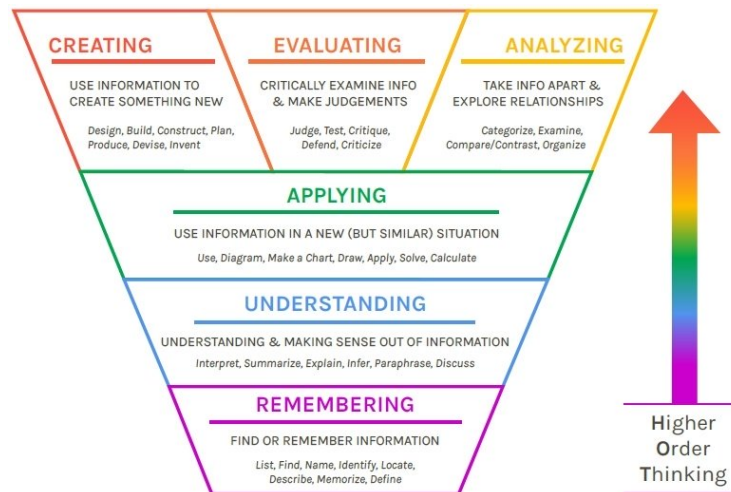 CREATING
USE INFORMATION TO
CREATE SOMETHING NEW
Design, Build, Construct, Plan,
Produce, Devise, Invent
EVALUATING
CRITICALLY EXAMINE INFO
& MAKE JUDGEMENTS
Judge, Test, Critique,
Defend, Criticize
ANALYZING
TAKE INFO APART &
EXPLORE RELATIONSHIPS
Categorize, Examine,
Compare/Contrast, Organize
APPLYING
USE INFORMATION IN A NEW (BUT SIMILAR) SITUATION
Use, Diagram, Make a Chart, Draw, Apply, Solve, Calculate
UNDERSTANDING
UNDERSTANDING & MAKING SENSE OUT OF INFORMATION
Interpret, Summarize, Explain, Infer, Paraphrase, Discuss
REMEMBERING
FIND OR REMEMBER INFORMATION
List, Find, Name, Identify, Locate,
Describe, Memorize, Define
Higher
Order
Thinking